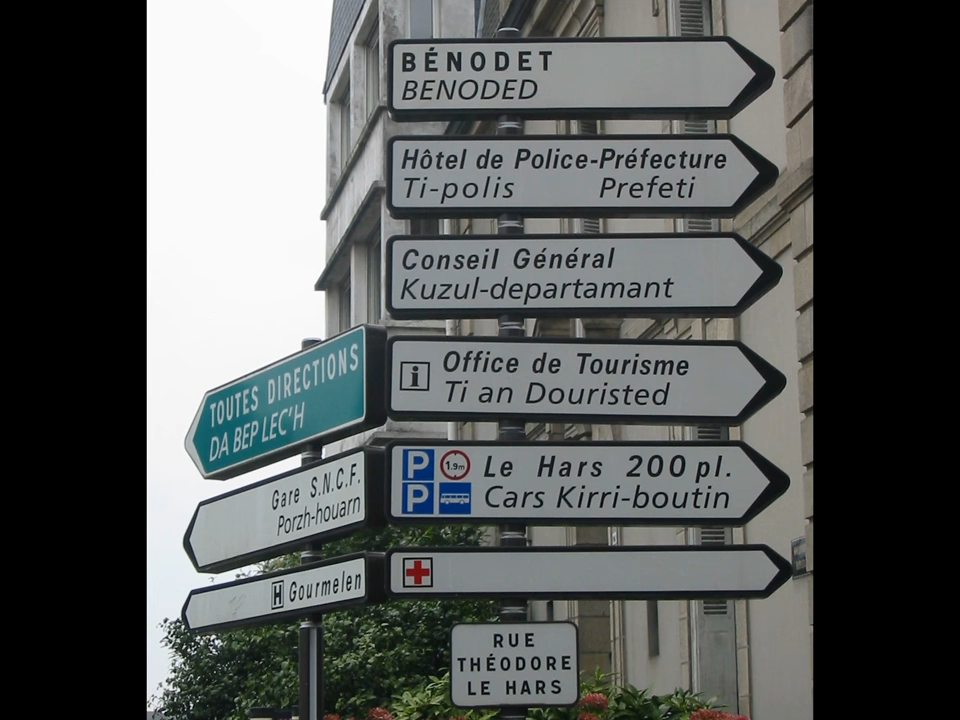 BÉNODET
BENODED
Hôtel de Police-Préfecture
Ti-polis Prefeti
Conseil Général
Kuzul-departamant
i Office de Tourisme
Ti an Douristed
P 1.9m Le Hars 200 pl.
P Cars Kirri-boutin
TOUTES DIRECTIONS
DA BEP LEC'H
Gare S.N.C.F.
Porzh-houarn
H Gourmelen
RUE
THÉODORE
LE HARS